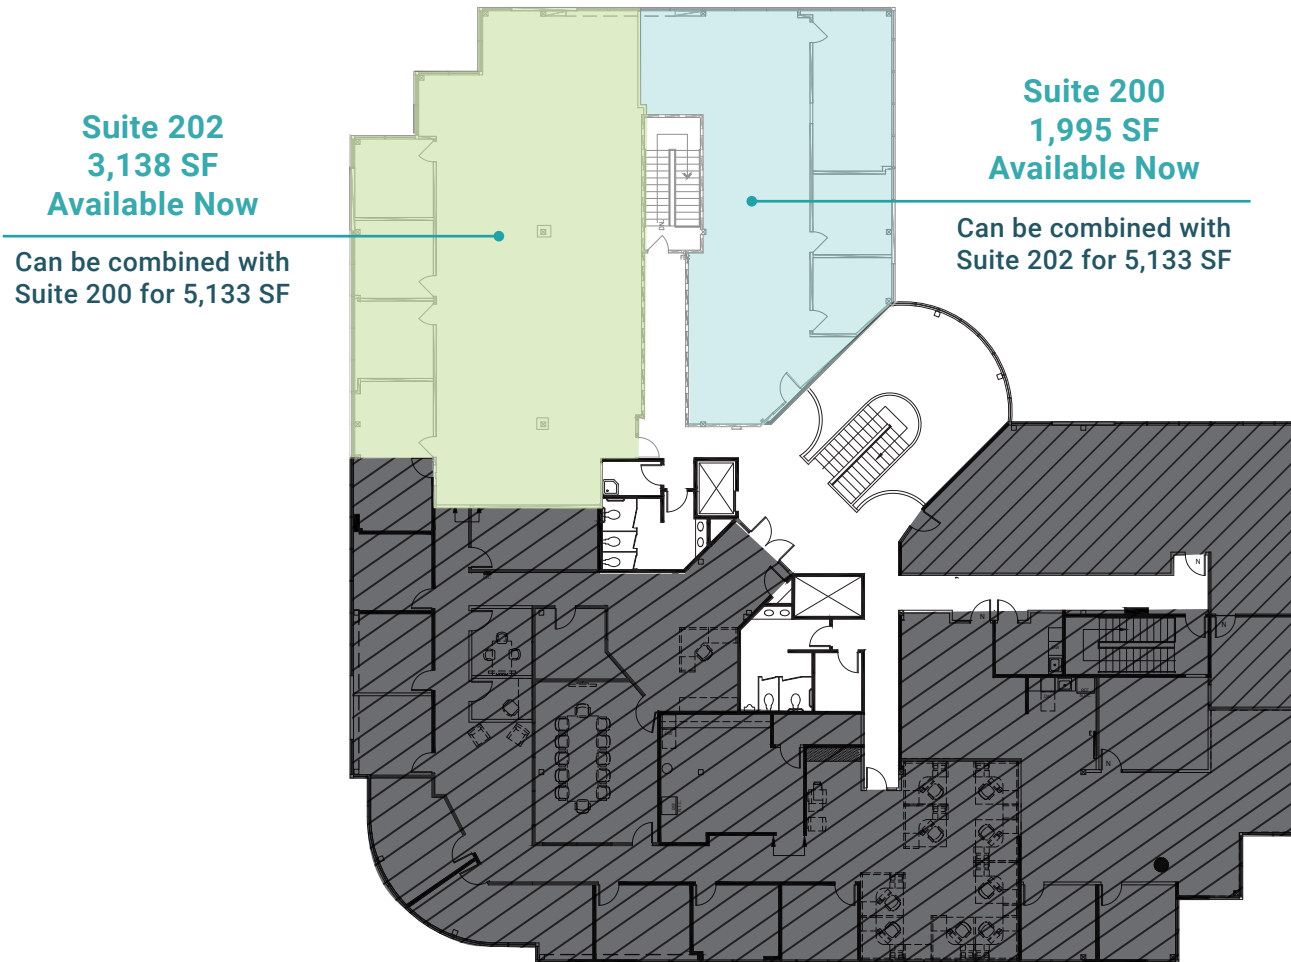 Suite 202
3,138 SF
Available Now
Can be combined with
Suite 200 for 5,133 SF
Suite 200
1,995 SF
Available Now
Can be combined with
Suite 202 for 5,133 SF
N
N
N
N
N